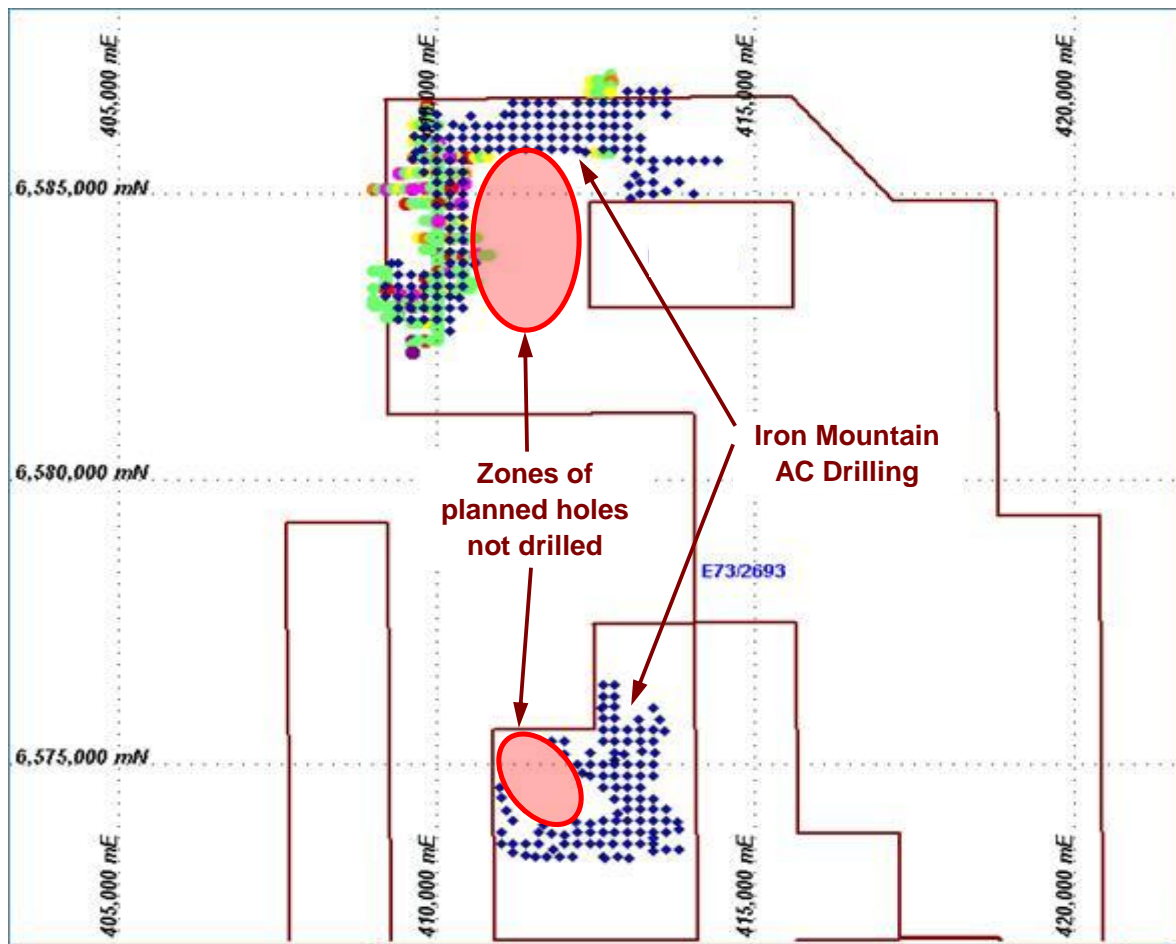 405,000 mE
410,000 mE
415,000 mE
420,000 mE
6,585,000 mN
Iron Mountain
AC Drilling
Zones of
planned holes
not drilled
6,580,000 mN
E73/2693
6,575,000 mN
405,000 mE
410,000 mE
415,000 mE
420,000 mE